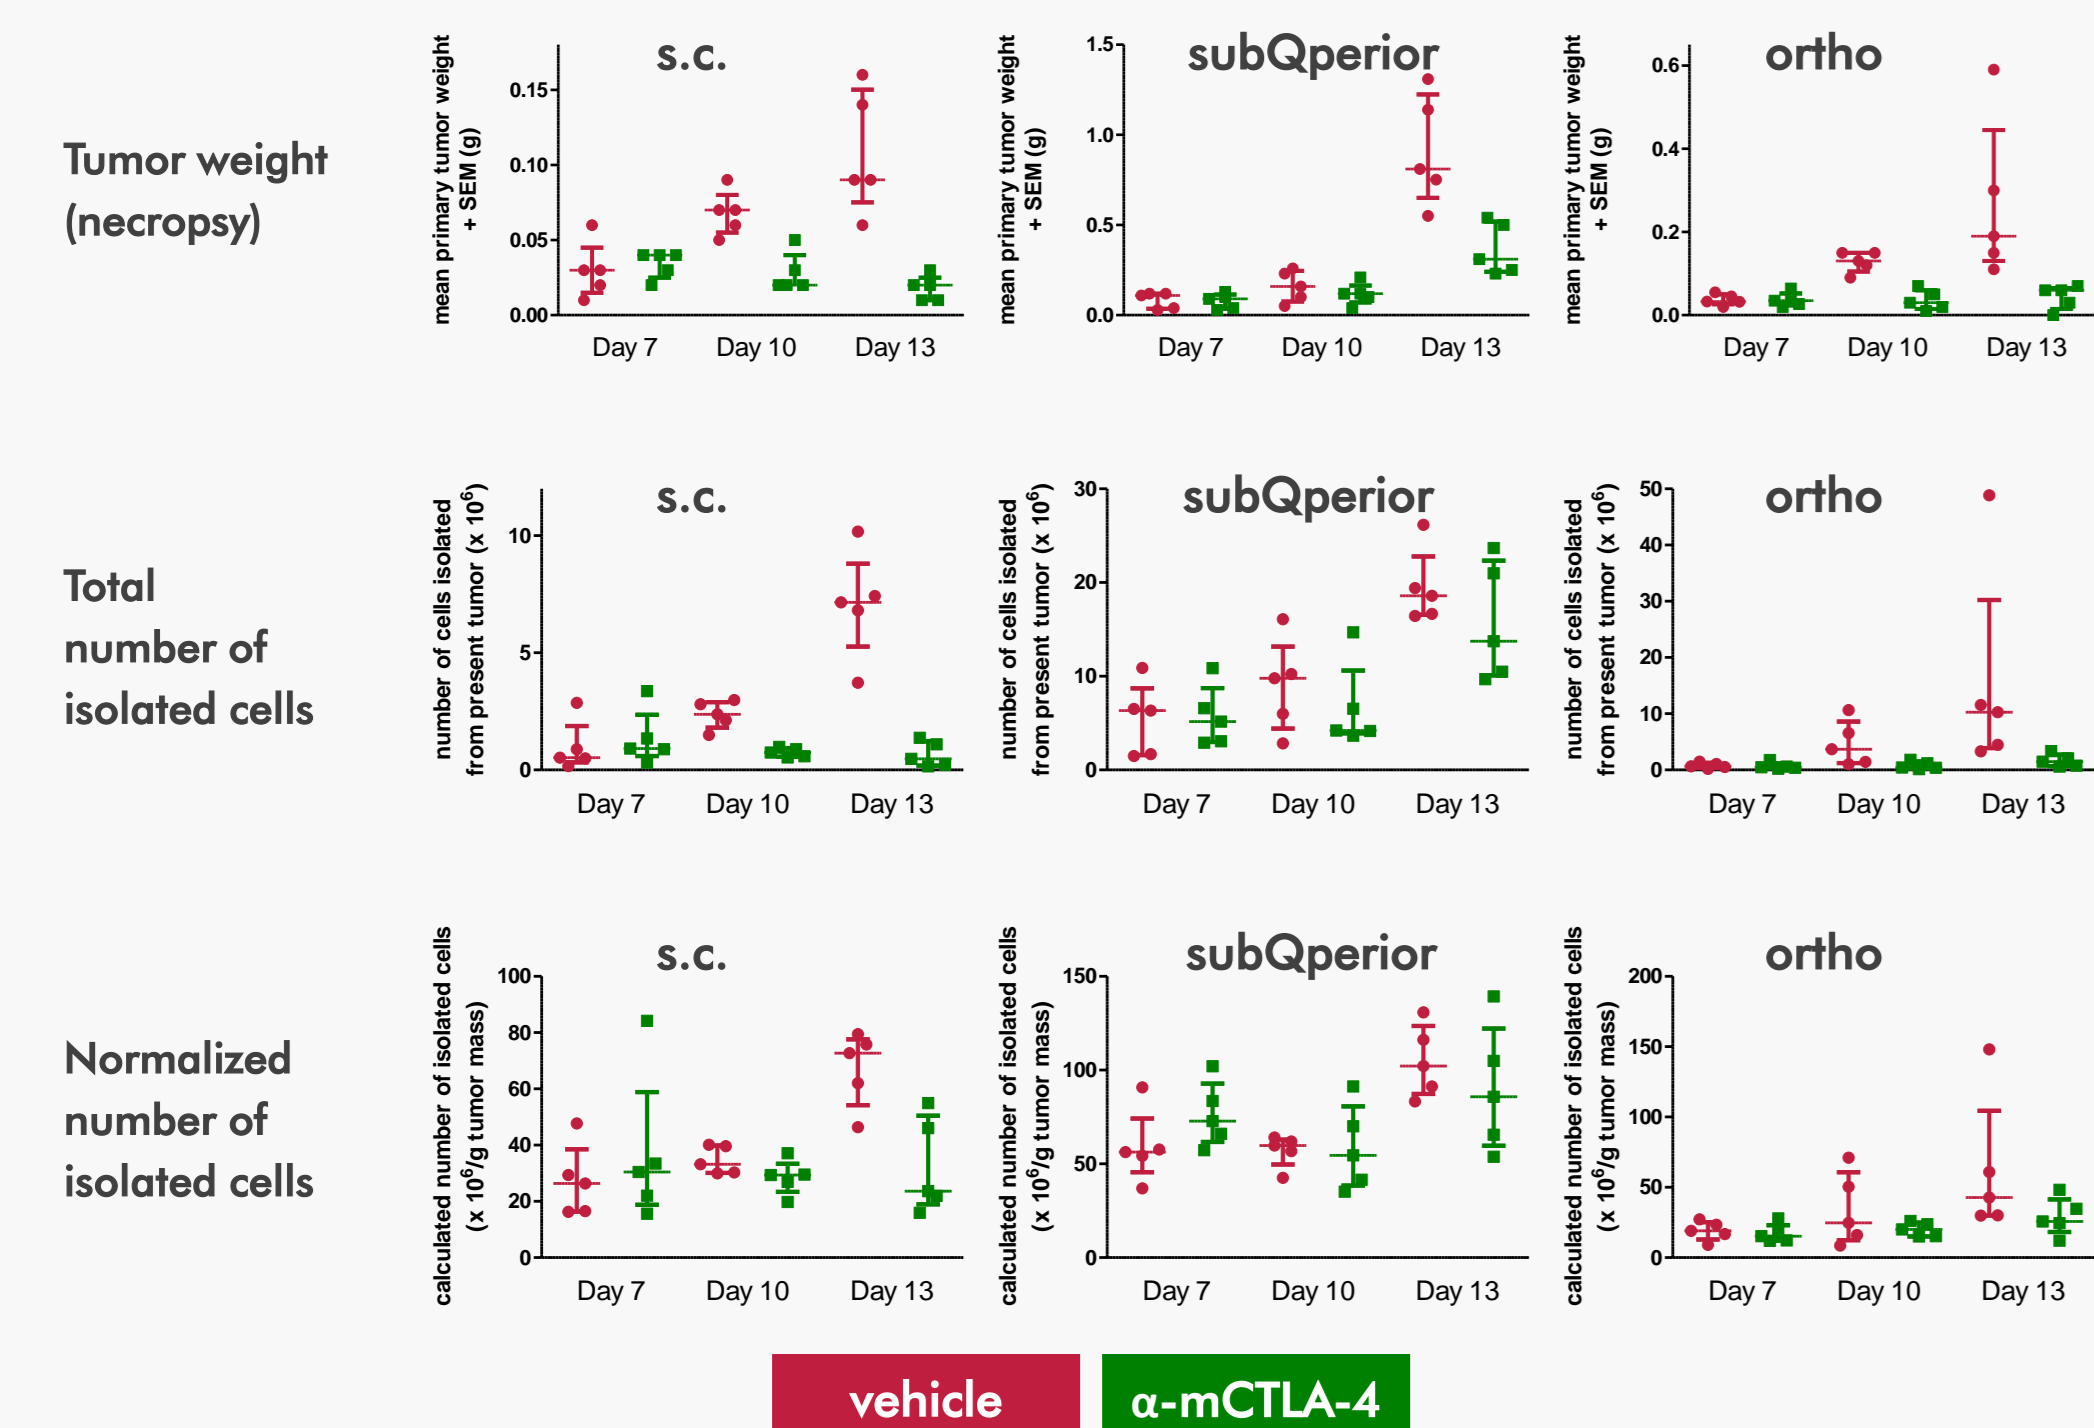 Tumor weight
(necropsy)
mean primary tumor weight
+ SEM (g)
s.c.
0.15
0.10
0.05
0.00
Day 7 Day 10 Day 13
mean primary tumor weight
+ SEM (g)
subQperior
1.5
1.0
0.5
0.0
Day 7 Day 10 Day 13
mean primary tumor weight
+ SEM (g)
ortho
0.6
0.4
0.2
0.0
Day 7 Day 10 Day 13
Total
number of
isolated cells
number of cells isolated
from present tumor (x 10⁶)
s.c.
10
5
0
Day 7 Day 10 Day 13
number of cells isolated
from present tumor (x 10⁶)
subQperior
30
20
10
0
Day 7 Day 10 Day 13
number of cells isolated
from present tumor (x 10⁶)
ortho
50
40
30
20
10
0
Day 7 Day 10 Day 13
Normalized
number of
isolated cells
calculated number of isolated cells
(x 10⁶/g tumor mass)
s.c.
100
80
60
40
20
0
Day 7 Day 10 Day 13
calculated number of isolated cells
(x 10⁶/g tumor mass)
subQperior
150
100
50
0
Day 7 Day 10 Day 13
calculated number of isolated cells
(x 10⁶/g tumor mass)
ortho
200
150
100
50
0
Day 7 Day 10 Day 13
vehicle
α-mCTLA-4